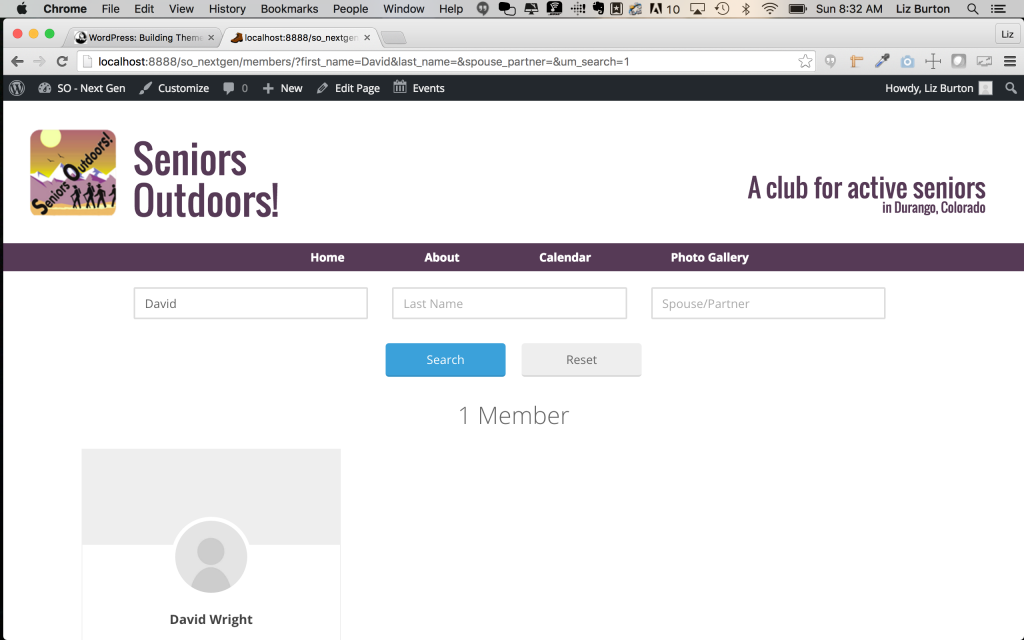 Chrome File Edit View History Bookmarks People Window Help 10 Sun 8:32 AM Liz Burton
WordPress: Building Them localhost:8888/so_nextgen Liz
localhost:8888/so_nextgen/members/?first_name=David&last_name=&spouse_partner=&um_search=1
SO - Next Gen Customize 0 New Edit Page Events Howdy, Liz Burton
Seniors Outdoors!
Seniors
Outdoors!
A club for active seniors
in Durango, Colorado
Home About Calendar Photo Gallery
David Last Name Spouse/Partner
Search Reset
1 Member
David Wright